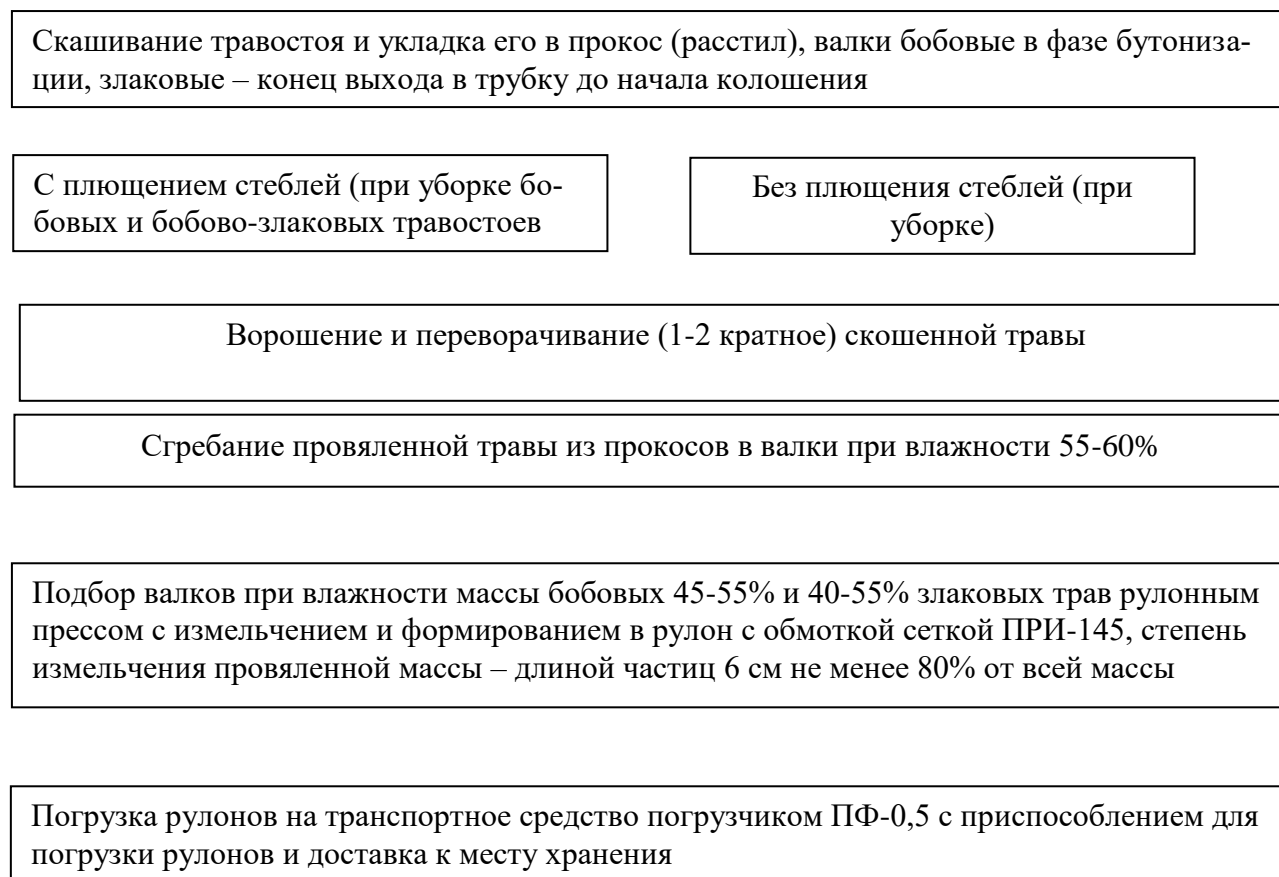 Скашивание травостоя и укладка его в прокос (расстил), валки бобовые в фазе бутониза-
ции, злаковые – конец выхода в трубку до начала колошения
С плющением стеблей (при уборке бо-
бовых и бобово-злаковых травостоев
Без плющения стеблей (при
уборке)
Ворошение и переворачивание (1-2 кратное) скошенной травы
Сгребание провяленной травы из прокосов в валки при влажности 55-60%
Подбор валков при влажности массы бобовых 45-55% и 40-55% злаковых трав рулонным
прессом с измельчением и формированием в рулон с обмоткой сеткой ПРИ-145, степень
измельчения провяленной массы – длиной частиц 6 см не менее 80% от всей массы
Погрузка рулонов на транспортное средство погрузчиком ПФ-0,5 с приспособлением для
погрузки рулонов и доставка к месту хранения